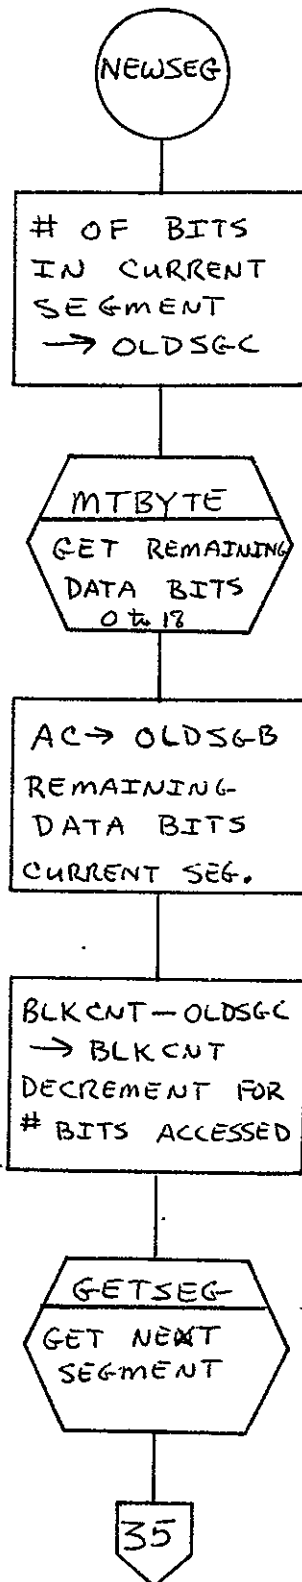 NEWSEG
# OF BITS
IN CURRENT
SEGMENT
→ OLDSGC
MTBYTE
GET REMAINING
DATA BITS
0 to 18
AC→ OLDSGB
REMAINING
DATA BITS
CURRENT SEG.
BLKCNT-OLDSGC
→ BLKCNT
DECREMENT FOR
# BITS ACCESSED
GETSEG
GET NEXT
SEGMENT
35